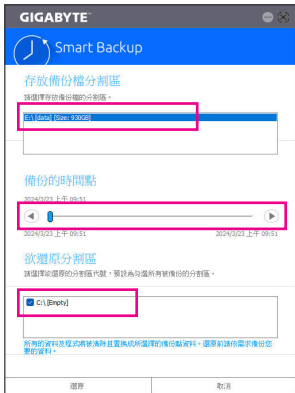 GIGABYTE™
Smart Backup
存放備份檔分割區
請選擇存放備份檔的分割區。
E:\ [data] [Size: 930GB]
備份的時間點
2024/3/23 上午 09:51
2024/3/23 上午 09:51
2024/3/23 上午 09:51
欲還原分割區
請選擇欲還原的分割區代號，預設為勾選所有被備份的分割區。
C:\ [Empty]
所有的資料及程式將被清除且置換成所選擇的備份點資料。還原前請依需求備份您
要的資料。
還原
取消